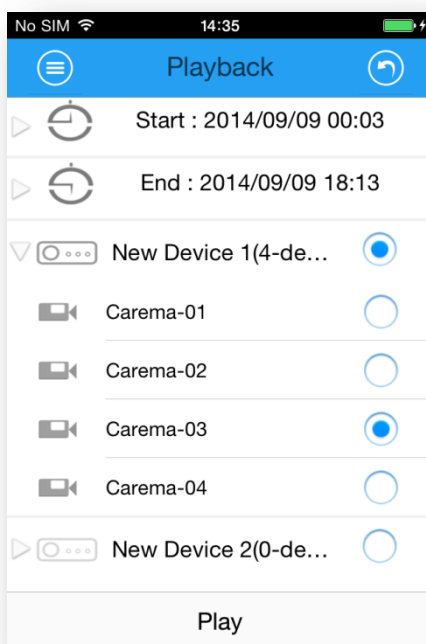 No SIM 14:35
Playback
Start : 2014/09/09 00:03
End : 2014/09/09 18:13
New Device 1(4-de...
Carema-01
Carema-02
Carema-03
Carema-04
New Device 2(0-de...
Play